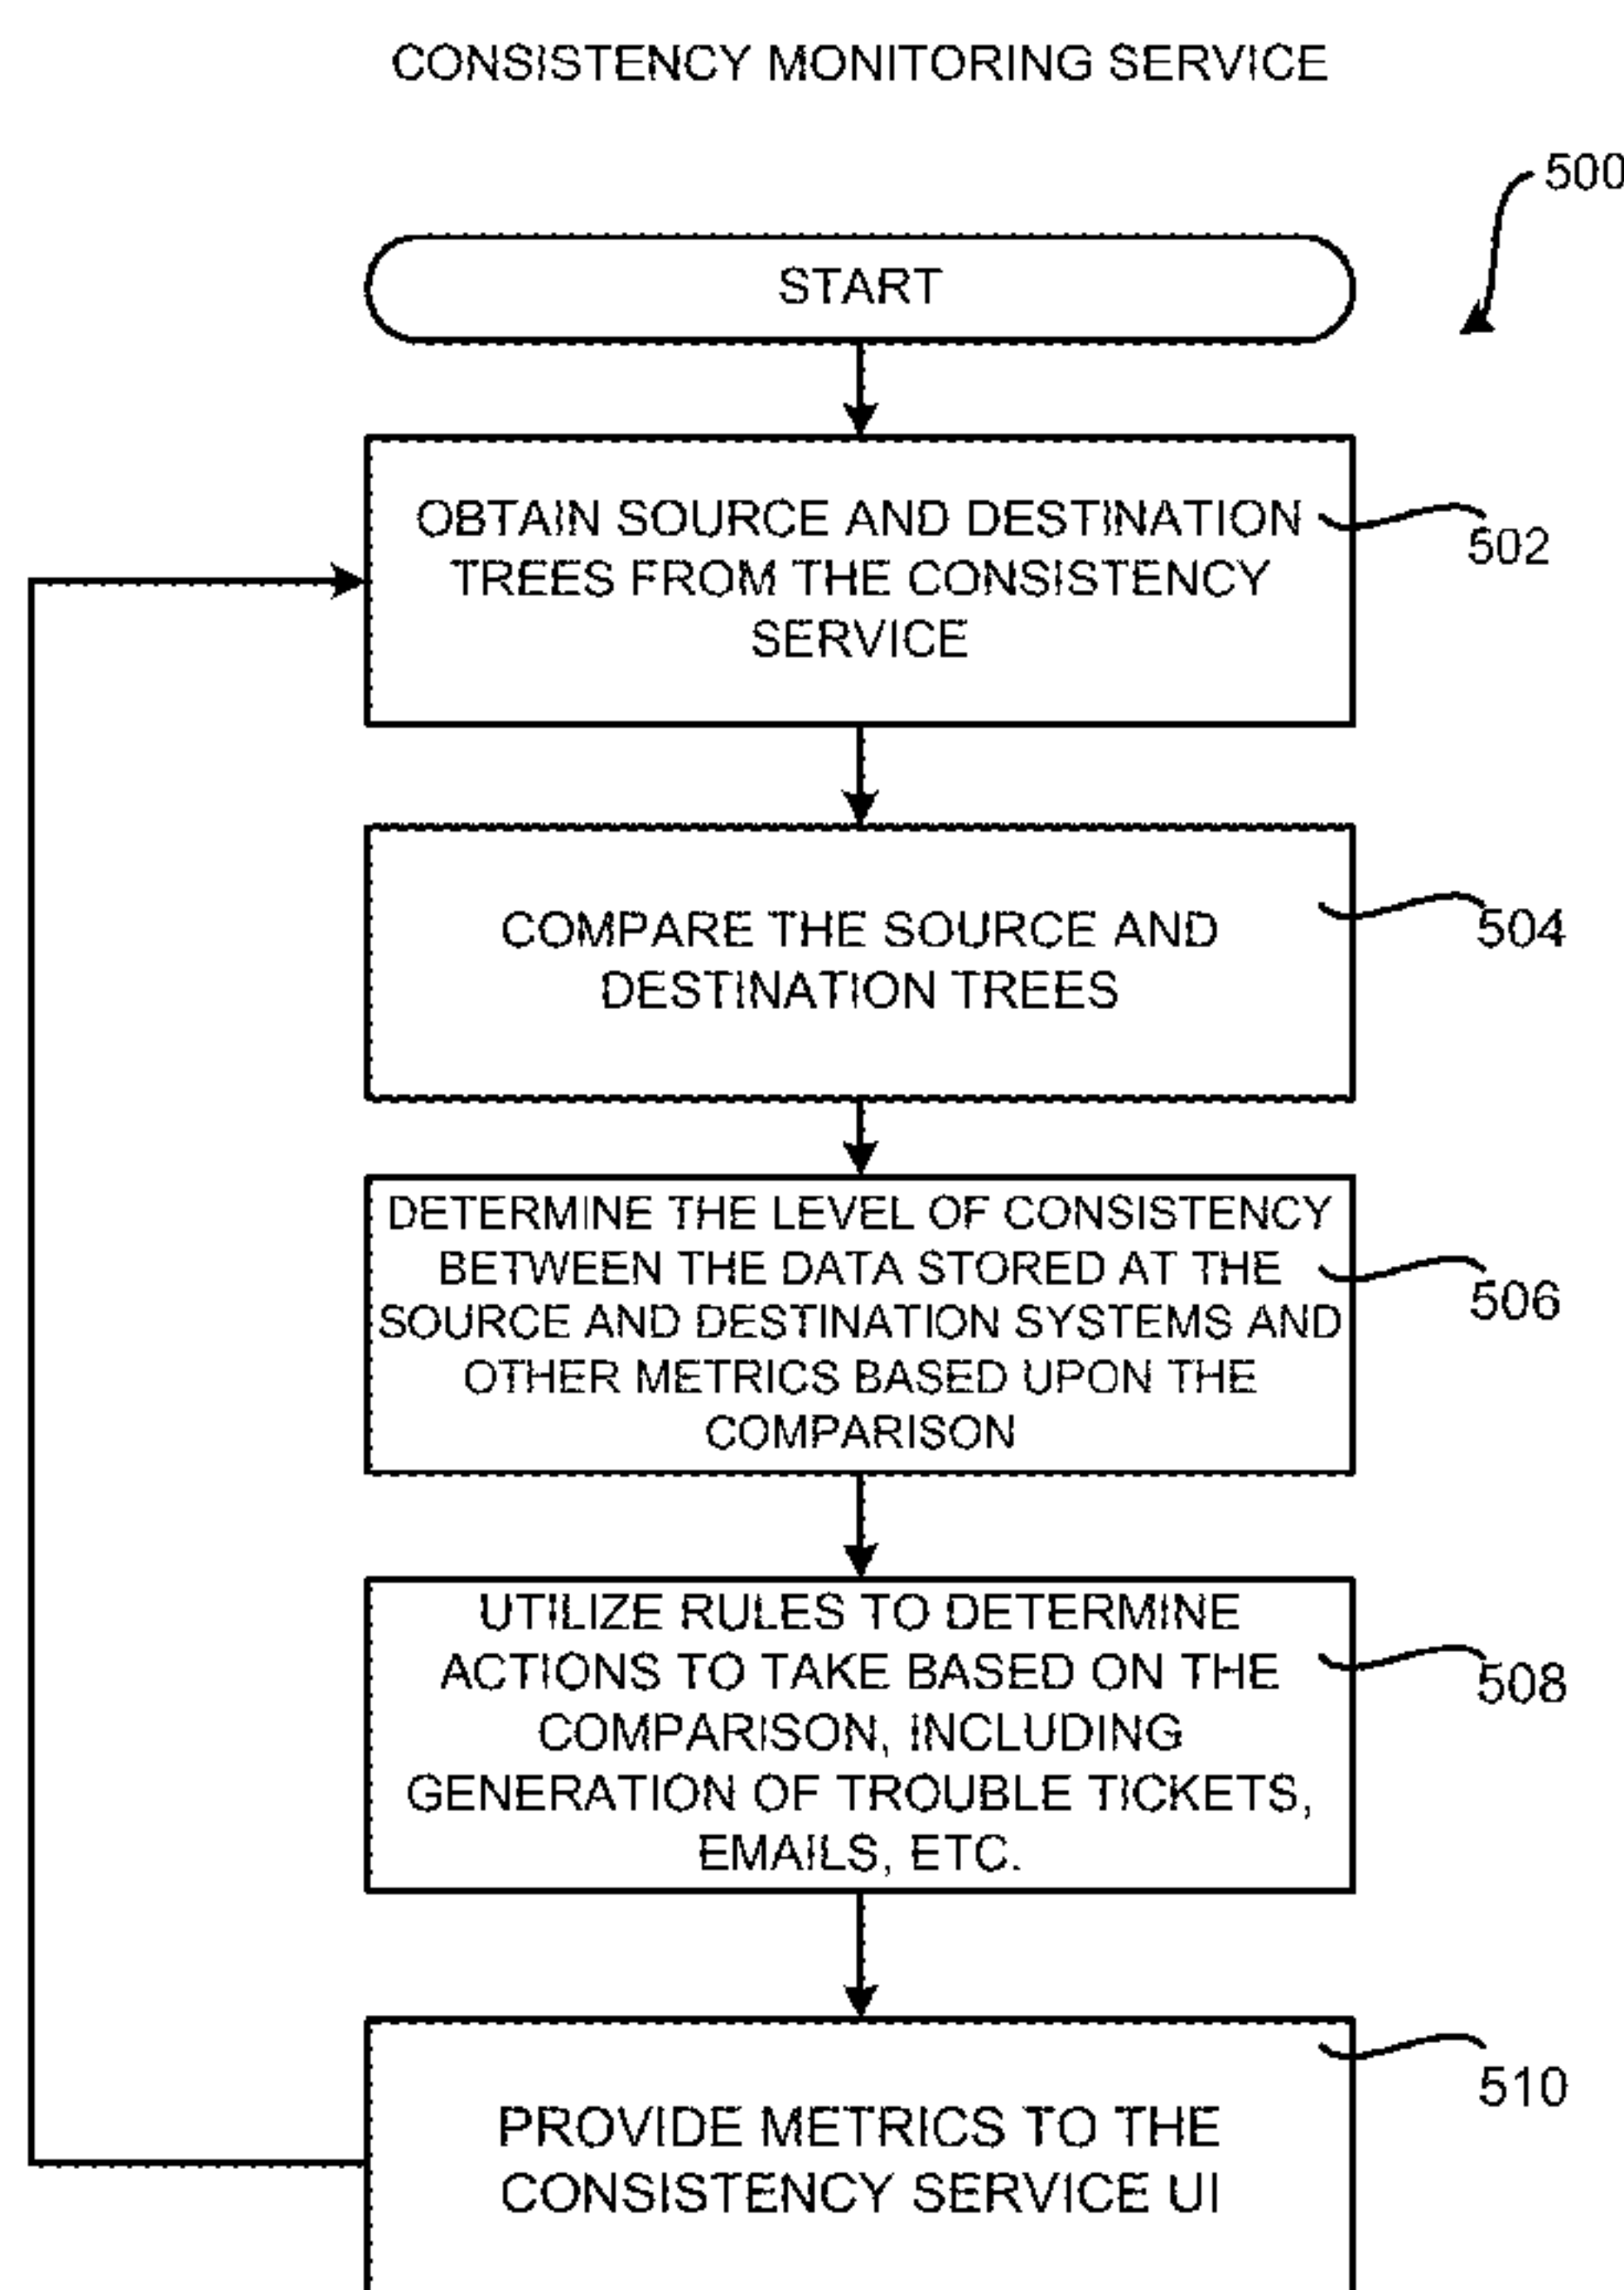 CONSISTENCY MONITORING SERVICE
500
START
OBTAIN SOURCE AND DESTINATION
TREES FROM THE CONSISTENCY
SERVICE
502
COMPARE THE SOURCE AND
DESTINATION TREES
504
DETERMINE THE LEVEL OF CONSISTENCY
BETWEEN THE DATA STORED AT THE
SOURCE AND DESTINATION SYSTEMS AND
OTHER METRICS BASED UPON THE
COMPARISON
506
UTILIZE RULES TO DETERMINE
ACTIONS TO TAKE BASED ON THE
COMPARISON, INCLUDING
GENERATION OF TROUBLE TICKETS,
EMAILS, ETC.
508
PROVIDE METRICS TO THE
CONSISTENCY SERVICE UI
510